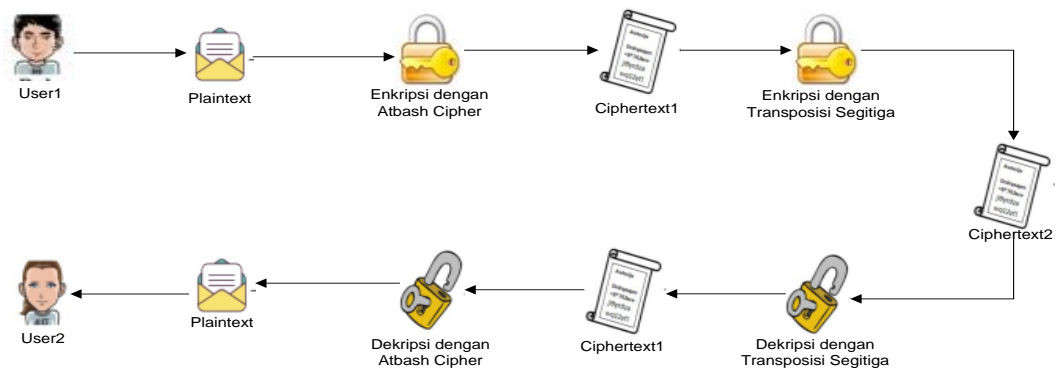 User1
Plaintext
Enkripsi dengan
Atbash Cipher
Ciphertext1
Enkripsi dengan
Transposisi Segitiga
Ciphertext2
User2
Plaintext
Dekripsi dengan
Atbash Cipher
Ciphertext1
Dekripsi dengan
Transposisi Segitiga